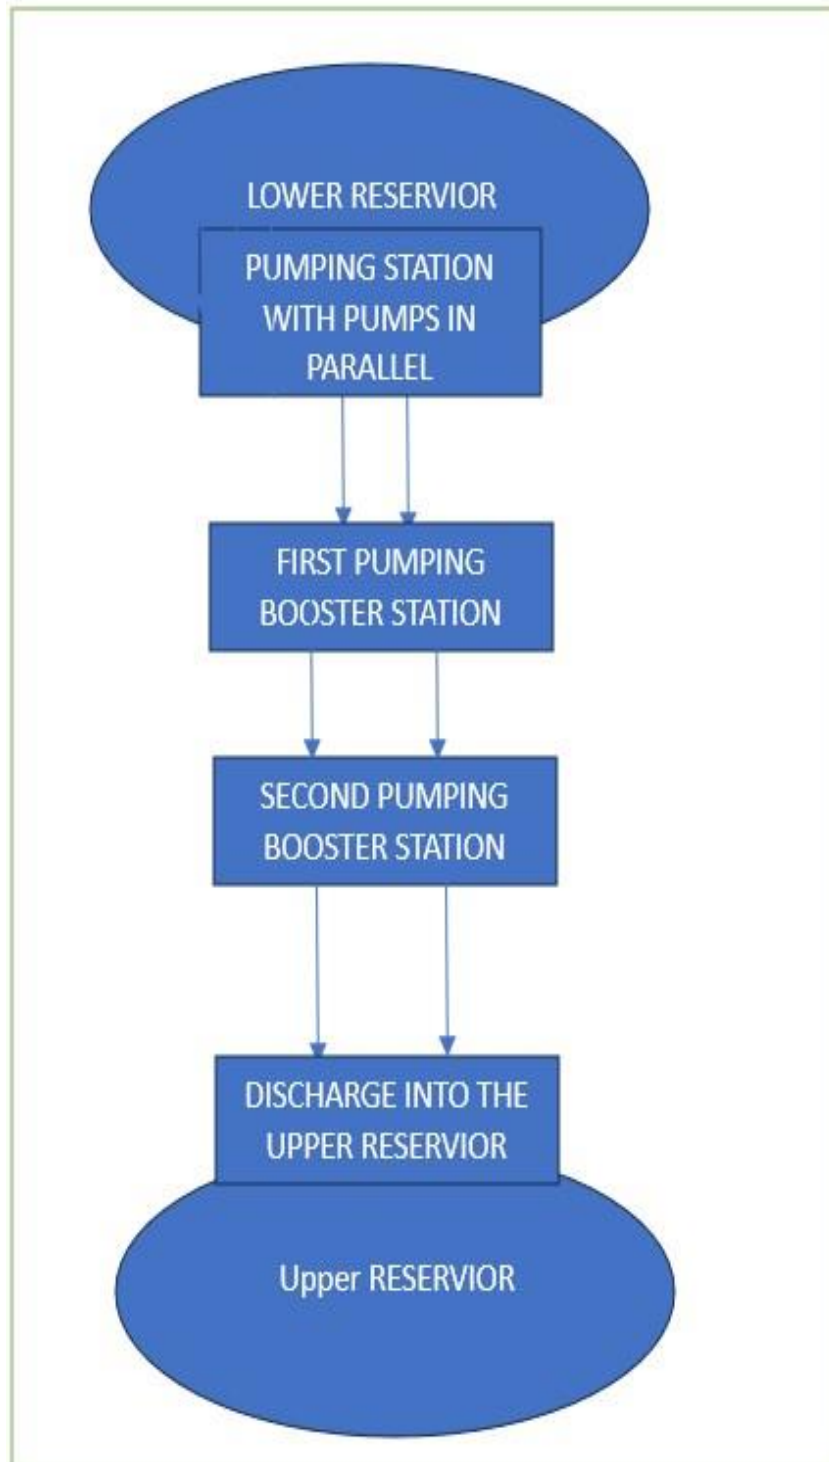 LOWER RESERVIOR
PUMPING STATION
WITH PUMPS IN
PARALLEL
FIRST PUMPING
BOOSTER STATION
SECOND PUMPING
BOOSTER STATION
DISCHARGE INTO THE
UPPER RESERVIOR
Upper RESERVIOR